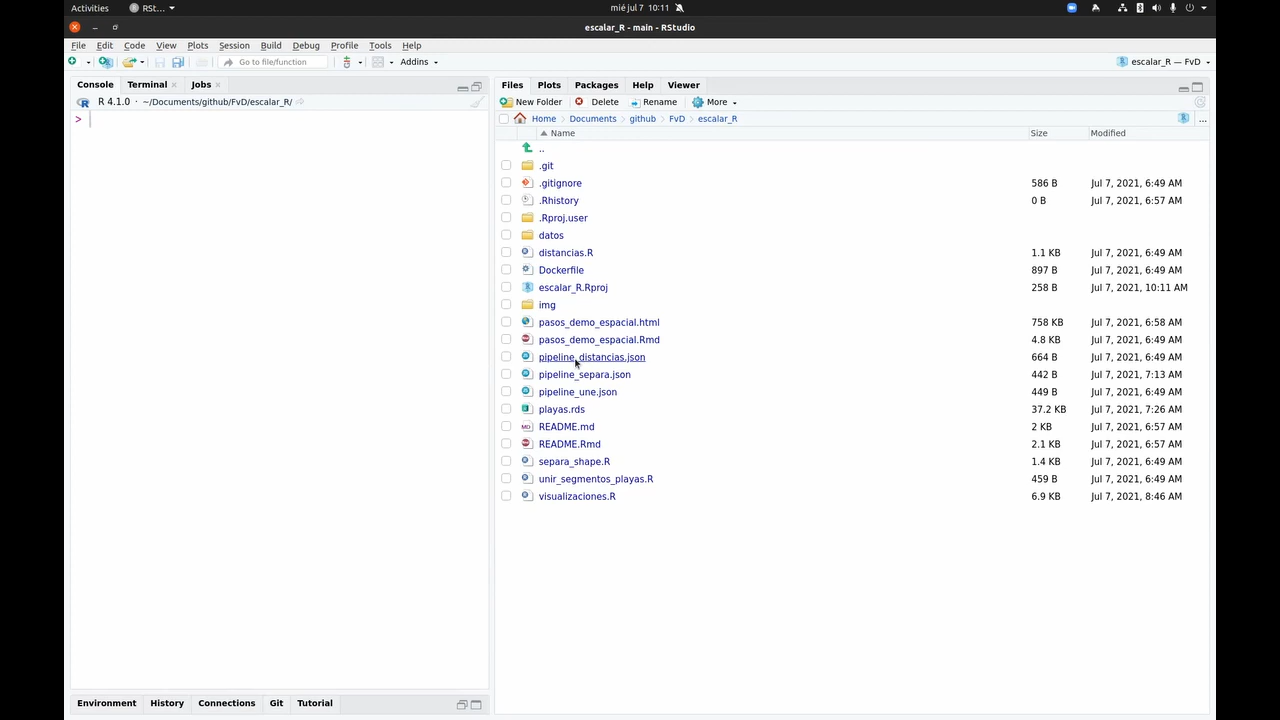 Activities RSt... mié jul 7 10:11
escalar_R - main - RStudio
File Edit Code View Plots Session Build Debug Profile Tools Help
Go to file/function Addins escalar_R — FvD
Console Terminal Jobs
R 4.1.0 · ~/Documents/github/FvD/escalar_R/
>
Files Plots Packages Help Viewer
New Folder Delete Rename More
Home Documents github FvD escalar_R ...
Name Size Modified
..
.git
.gitignore 586 B Jul 7, 2021, 6:49 AM
.Rhistory 0 B Jul 7, 2021, 6:57 AM
.Rproj.user
datos
distancias.R 1.1 KB Jul 7, 2021, 6:49 AM
Dockerfile 897 B Jul 7, 2021, 6:49 AM
escalar_R.Rproj 258 B Jul 7, 2021, 10:11 AM
img
pasos_demo_espacial.html 758 KB Jul 7, 2021, 6:58 AM
pasos_demo_espacial.Rmd 4.8 KB Jul 7, 2021, 6:49 AM
pipeline_distancias.json 664 B Jul 7, 2021, 6:49 AM
pipeline_separa.json 442 B Jul 7, 2021, 7:13 AM
pipeline_une.json 449 B Jul 7, 2021, 6:49 AM
playas.rds 37.2 KB Jul 7, 2021, 7:26 AM
README.md 2 KB Jul 7, 2021, 6:57 AM
README.Rmd 2.1 KB Jul 7, 2021, 6:57 AM
separa_shape.R 1.4 KB Jul 7, 2021, 6:49 AM
unir_segmentos_playas.R 459 B Jul 7, 2021, 6:49 AM
visualizaciones.R 6.9 KB Jul 7, 2021, 8:46 AM
Environment History Connections Git Tutorial